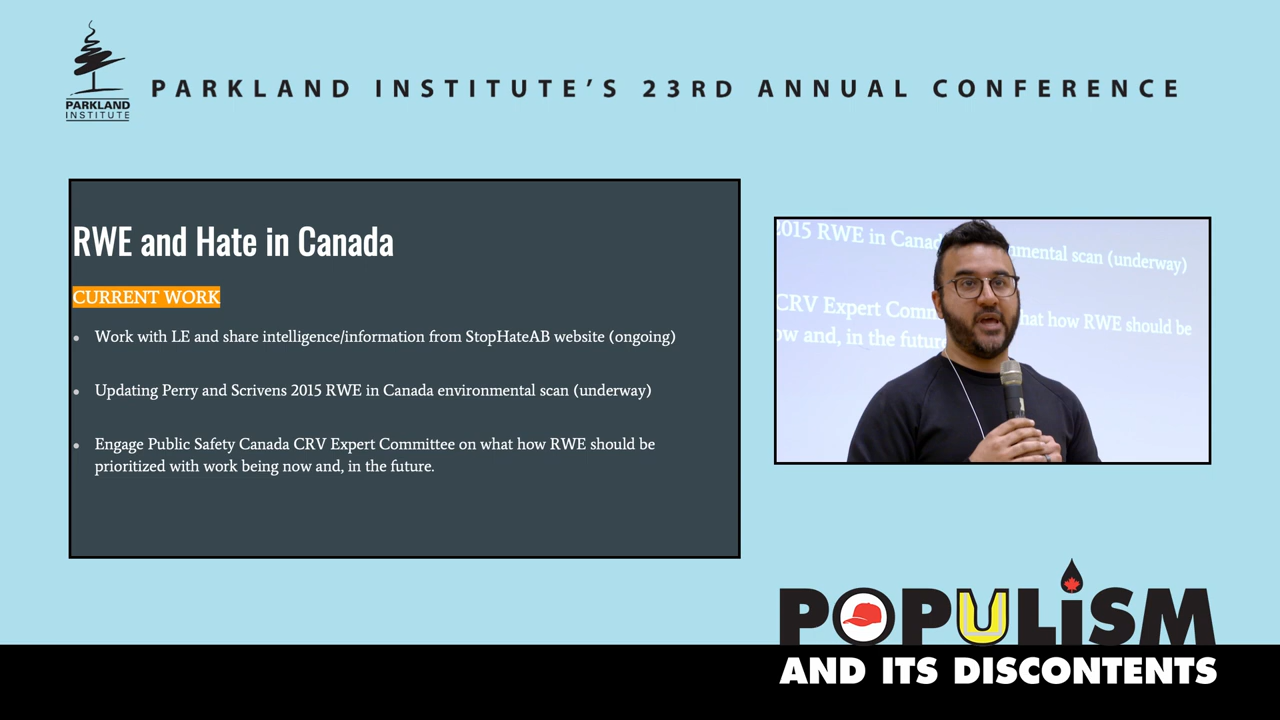 PARKLAND
INSTITUTE
PARKLAND INSTITUTE'S 23RD ANNUAL CONFERENCE
RWE and Hate in Canada
CURRENT WORK
• Work with LE and share intelligence/information from StopHateAB website (ongoing)
• Updating Perry and Scrivens 2015 RWE in Canada environmental scan (underway)
• Engage Public Safety Canada CRV Expert Committee on what how RWE should be
prioritized with work being now and, in the future.
2015 RWE in Canad nmental scan (underway)
CRV Expert Comm hat how RWE should be
ow and, in the future
POPULiSM
AND ITS DISCONTENTS